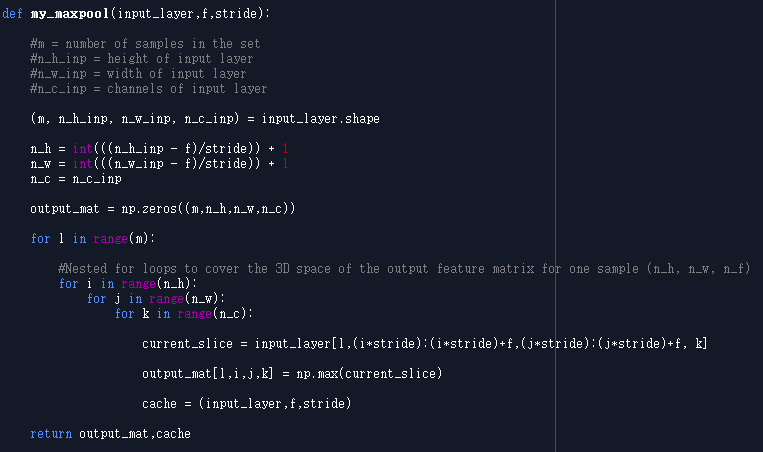 def my_maxpool(input_layer,f,stride):
#m = number of samples in the set
#n_h_inp = height of input layer
#n_w_inp = width of input layer
#n_c_inp = channels of input layer
(m, n_h_inp, n_w_inp, n_c_inp) = input_layer.shape
n_h = int(((n_h_inp - f)/stride)) + 1
n_w = int(((n_w_inp - f)/stride)) + 1
n_c = n_c_inp
output_mat = np.zeros((m,n_h,n_w,n_c))
for l in range(m):
#Nested for loops to cover the 3D space of the output feature matrix for one sample (n_h, n_w, n_f)
for i in range(n_h):
for j in range(n_w):
for k in range(n_c):
current_slice = input_layer[l,(i*stride):(i*stride)+f,(j*stride):(j*stride)+f, k]
output_mat[l,i,j,k] = np.max(current_slice)
cache = (input_layer,f,stride)
return output_mat,cache